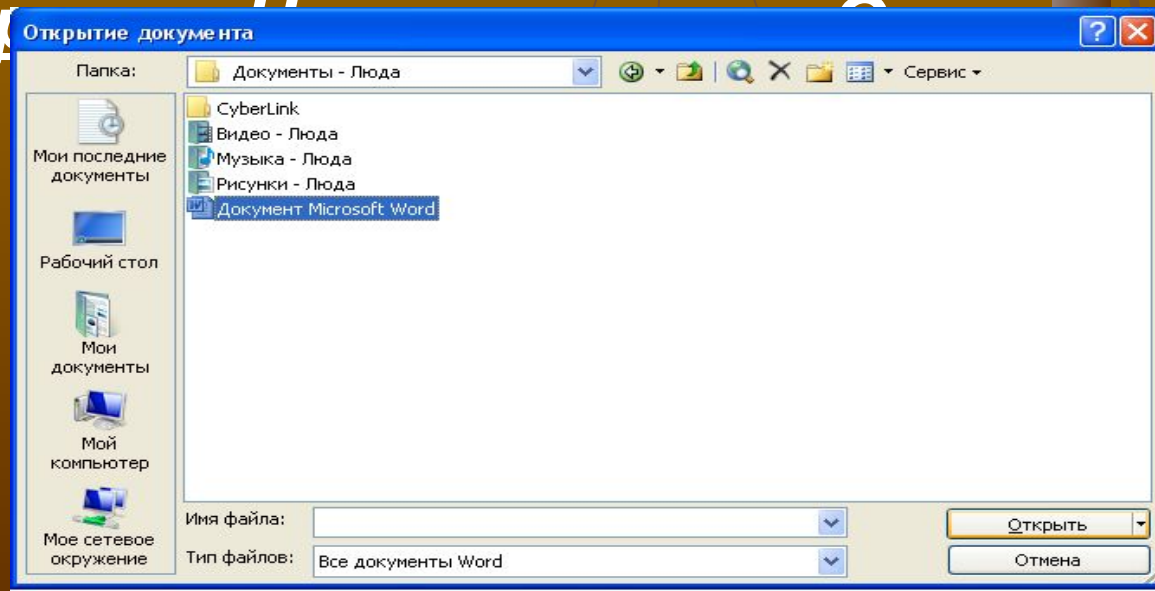 Открытие документа
Папка:
Документы - Люда
Сервис
CyberLink
Видео - Люда
Музыка - Люда
Рисунки - Люда
Документ Microsoft Word
Мои последние
документы
Рабочий стол
Мои
документы
Мой
компьютер
Мое сетевое
окружение
Имя файла:
Открыть
Тип файлов:
Все документы Word
Отмена